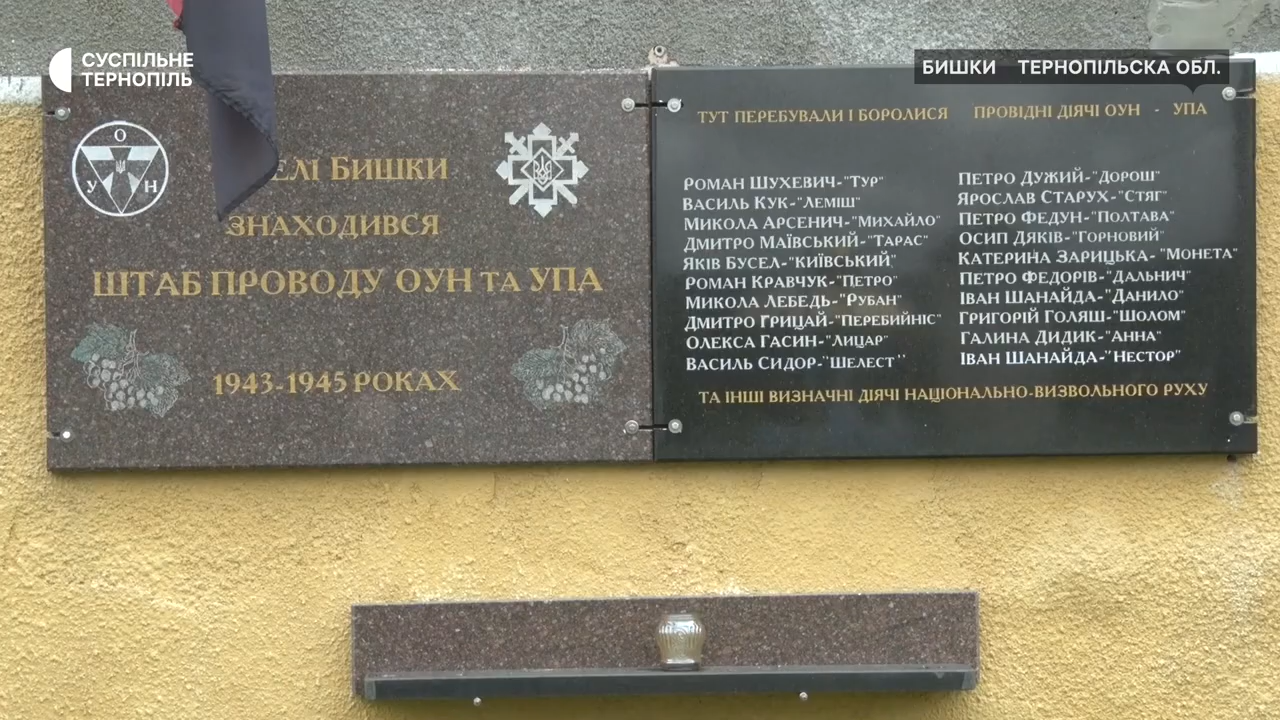 СУСПІЛЬНЕ
ТЕРНОПІЛЬ
БИШКИ ТЕРНОПІЛЬСЬКА ОБЛ.
О
У Н
БИШКИ
ЗНАХОДИВСЯ
ШТАБ ПРОВОДУ ОУН ТА УПА
1943-1945 РОКАХ
ТУТ ПЕРЕБУВАЛИ І БОРОЛИСЯ ПРОВІДНІ ДІЯЧІ ОУН - УПА
РОМАН ШУХЕВИЧ-"ТУР"
ВАСИЛЬ КУК-"ЛЕМІШ"
МИКОЛА АРСЕНИЧ-"МИХАЙЛО"
ДМИТРО МАЇВСЬКИЙ-"ТАРАС"
ЯКІВ БУСЕЛ-"КИЇВСЬКИЙ"
РОМАН КРАВЧУК-"ПЕТРО"
МИКОЛА ЛЕБЕДЬ-"РУБАН"
ДМИТРО ГРИЦАЙ-"ПЕРЕБИЙНІС"
ОЛЕКСА ГАСИН-"ЛИЦАР"
ВАСИЛЬ СИДОР-"ШЕЛЕСТ"
ПЕТРО ДУЖИЙ-"ДОРОШ"
ЯРОСЛАВ СТАРУХ-"СТЯГ"
ПЕТРО ФЕДУН-"ПОЛТАВА"
ОСИП ДЯКІВ-"ГОРНОВИЙ"
КАТЕРИНА ЗАРИЦЬКА-"МОНЕТА"
ПЕТРО ФЕДОРІВ-"ДАЛЬНИЧ"
ІВАН ШАНАЙДА-"ДАНИЛО"
ГРИГОРІЙ ГОЛЯШ-"ШОЛОМ"
ГАЛИНА ДИДИК-"АННА"
ІВАН ШАНАЙДА-"НЕСТОР"
ТА ІНШІ ВИЗНАЧНІ ДІЯЧІ НАЦІОНАЛЬНО-ВИЗВОЛЬНОГО РУХУ